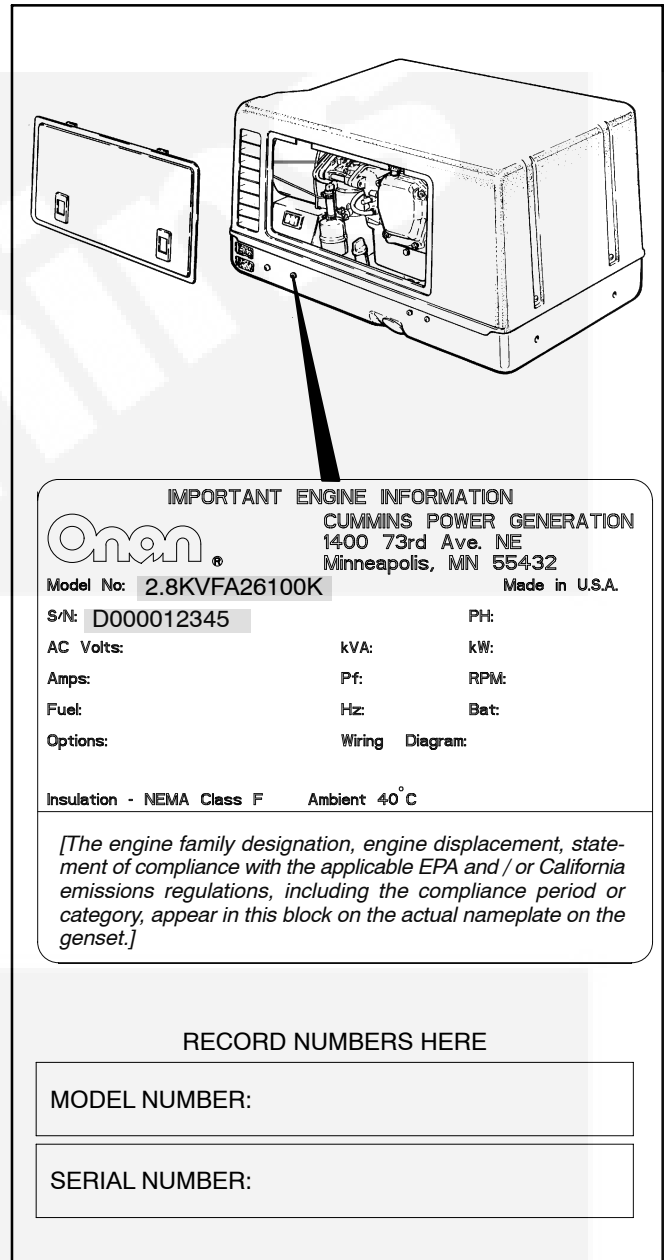 IMPORTANT ENGINE INFORMATION
Onan ®
CUMMINS POWER GENERATION
1400 73rd Ave. NE
Minneapolis, MN 55432
Model No: 2.8KVFA26100K Made in U.S.A.
S/N: D000012345 PH:
AC Volts: kVA: kW:
Amps: Pf: RPM:
Fuel: Hz: Bat:
Options: Wiring Diagram:
Insulation - NEMA Class F Ambient 40°C
[The engine family designation, engine displacement, state-
ment of compliance with the applicable EPA and / or California
emissions regulations, including the compliance period or
category, appear in this block on the actual nameplate on the
genset.]
RECORD NUMBERS HERE
MODEL NUMBER:
SERIAL NUMBER: